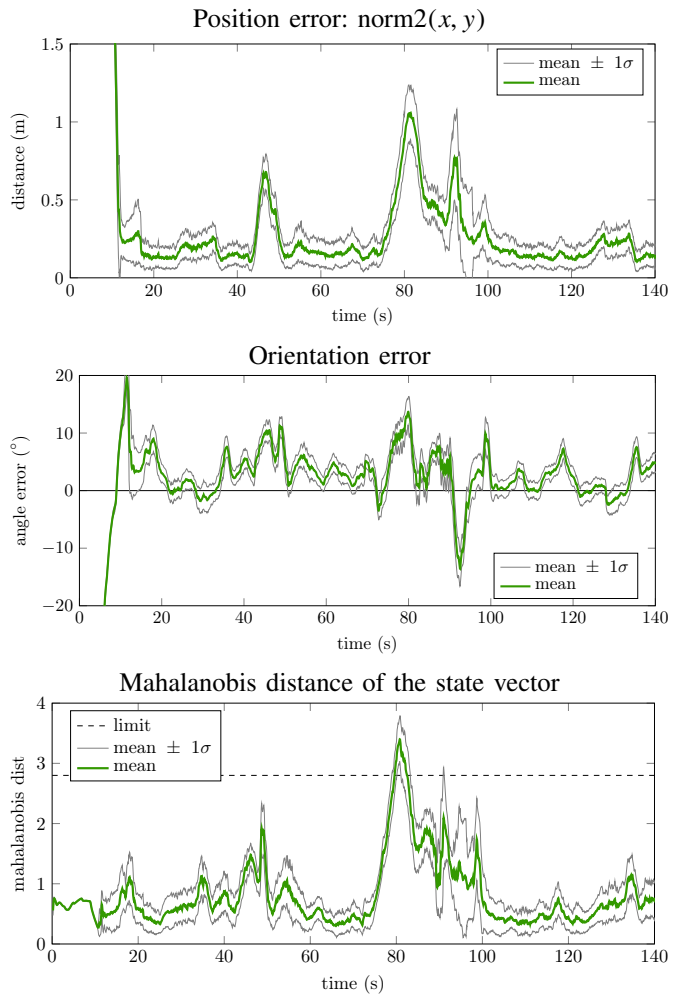 Position error: norm2(x, y)
1.5
1
0.5
0
distance (m)
mean ± 1σ
mean
0 20 40 60 80 100 120 140
time (s)
Orientation error
20
10
0
−10
−20
angle error (°)
mean ± 1σ
mean
0 20 40 60 80 100 120 140
time (s)
Mahalanobis distance of the state vector
4
3
2
1
0
mahalanobis dist
limit
mean ± 1σ
mean
0 20 40 60 80 100 120 140
time (s)